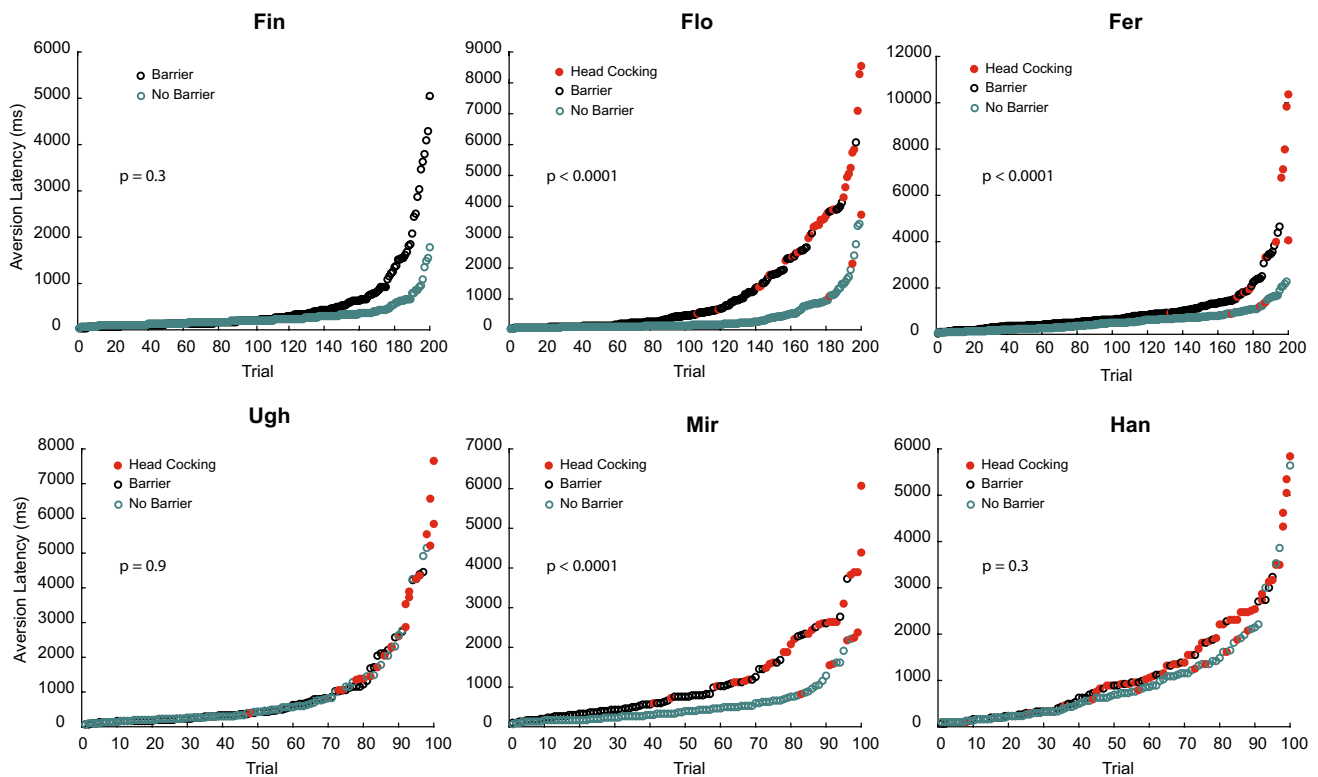 Fin
Aversion Latency (ms)
6000
5000
4000
3000
2000
1000
0
Barrier
No Barrier
p = 0.3
0 20 40 60 80 100 120 140 160 180 200
Trial
Flo
9000
8000
7000
6000
5000
4000
3000
2000
1000
0
Head Cocking
Barrier
No Barrier
p < 0.0001
0 20 40 60 80 100 120 140 160 180 200
Trial
Fer
12000
10000
8000
6000
4000
2000
0
Head Cocking
Barrier
No Barrier
p < 0.0001
0 20 40 60 80 100 120 140 160 180 200
Trial
Ugh
Aversion Latency (ms)
8000
7000
6000
5000
4000
3000
2000
1000
0
Head Cocking
Barrier
No Barrier
p = 0.9
0 10 20 30 40 50 60 70 80 90 100
Trial
Mir
7000
6000
5000
4000
3000
2000
1000
0
Head Cocking
Barrier
No Barrier
p < 0.0001
0 10 20 30 40 50 60 70 80 90 100
Trial
Han
6000
5000
4000
3000
2000
1000
0
Head Cocking
Barrier
No Barrier
p = 0.3
0 10 20 30 40 50 60 70 80 90 100
Trial